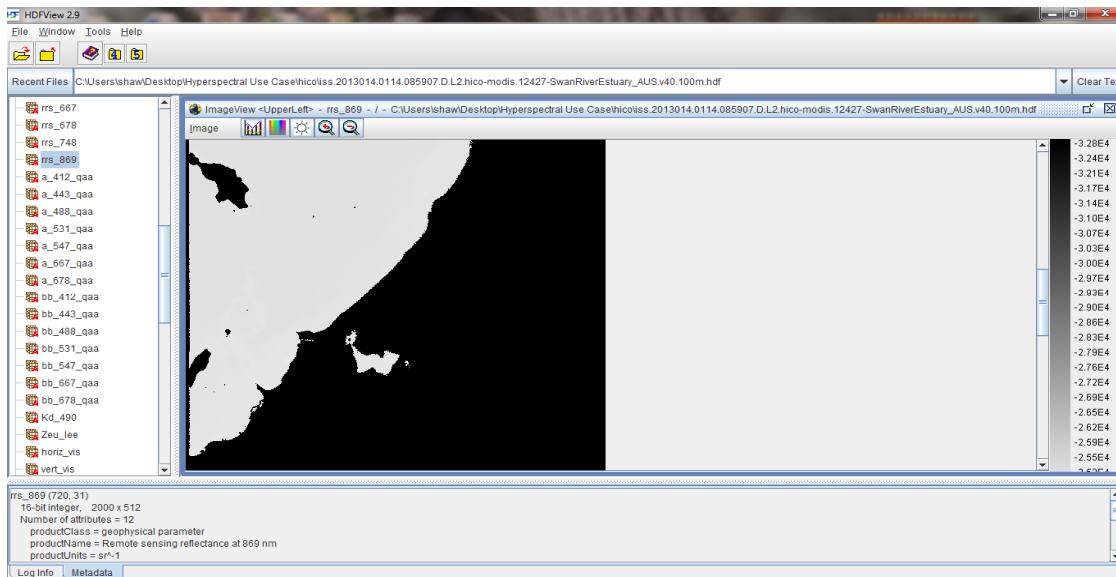 HDFView 2.9
File Window Tools Help
Recent Files C:\Users\shaw\Desktop\Hyperspectral Use Case\hico\iss.2013014.0114.085907.D.L2.hico-modis.12427-SwanRiverEstuary_AUS.v40.100m.hdf Clear Te
rrs_667
rrs_678
rrs_748
rrs_869
a_412_qaa
a_443_qaa
a_488_qaa
a_531_qaa
a_547_qaa
a_667_qaa
a_678_qaa
bb_412_qaa
bb_443_qaa
bb_488_qaa
bb_531_qaa
bb_547_qaa
bb_667_qaa
bb_678_qaa
Kd_490
Zeu_lee
horiz_vis
vert_vis
ImageView <UpperLeft> - rrs_869 - / - C:\Users\shaw\Desktop\Hyperspectral Use Case\hico\iss.2013014.0114.085907.D.L2.hico-modis.12427-SwanRiverEstuary_AUS.v40.100m.hdf
Image
-3.28E4
-3.24E4
-3.21E4
-3.17E4
-3.14E4
-3.10E4
-3.07E4
-3.03E4
-3.00E4
-2.97E4
-2.93E4
-2.90E4
-2.86E4
-2.83E4
-2.79E4
-2.76E4
-2.72E4
-2.69E4
-2.65E4
-2.62E4
-2.59E4
-2.55E4
rrs_869 (720, 31)
16-bit integer, 2000 x 512
Number of attributes = 12
productClass = geophysical parameter
productName = Remote sensing reflectance at 869 nm
productUnits = sr^-1
Log Info Metadata